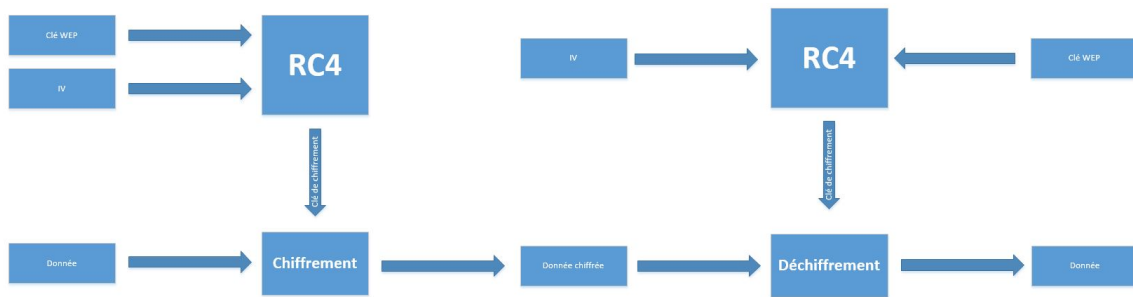 Clé WEP
IV
RC4
Clé de chiffrement
Donnée
Chiffrement
IV
RC4
Clé WEP
Clé de chiffrement
Donnée chiffrée
Déchiffrement
Donnée